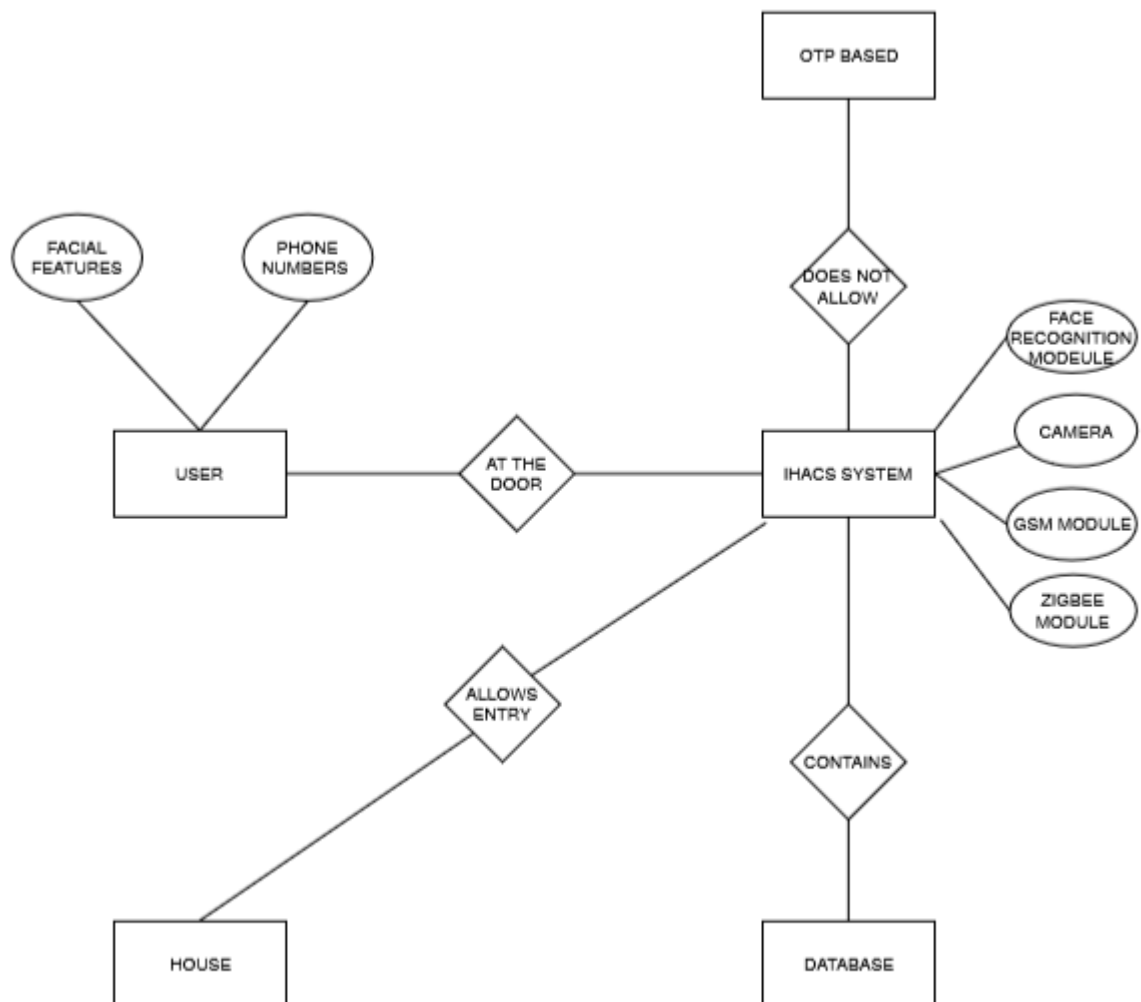 OTP BASED
FACIAL
FEATURES
PHONE
NUMBERS
DOES NOT
ALLOW
FACE
RECOGNITION
MODEULE
CAMERA
USER
AT THE
DOOR
IHACS SYSTEM
GSM MODULE
ZIGBEE
MODULE
ALLOWS
ENTRY
CONTAINS
HOUSE
DATABASE